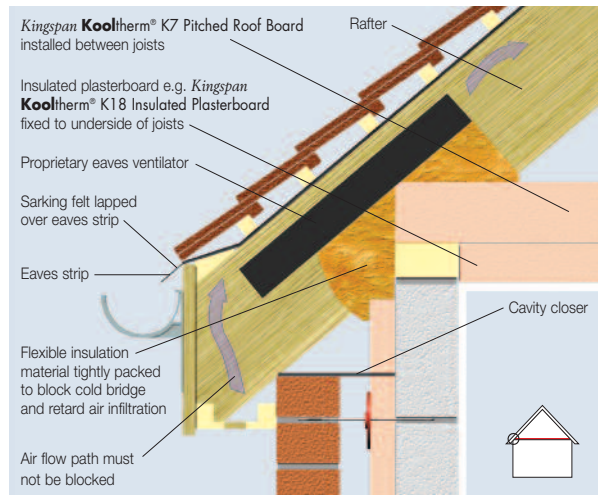 Kingspan Kooltherm® K7 Pitched Roof Board
installed between joists
Rafter
Insulated plasterboard e.g. Kingspan
Kooltherm® K18 Insulated Plasterboard
fixed to underside of joists
Proprietary eaves ventilator
Sarking felt lapped
over eaves strip
Eaves strip
Cavity closer
Flexible insulation
material tightly packed
to block cold bridge
and retard air infiltration
Air flow path must
not be blocked